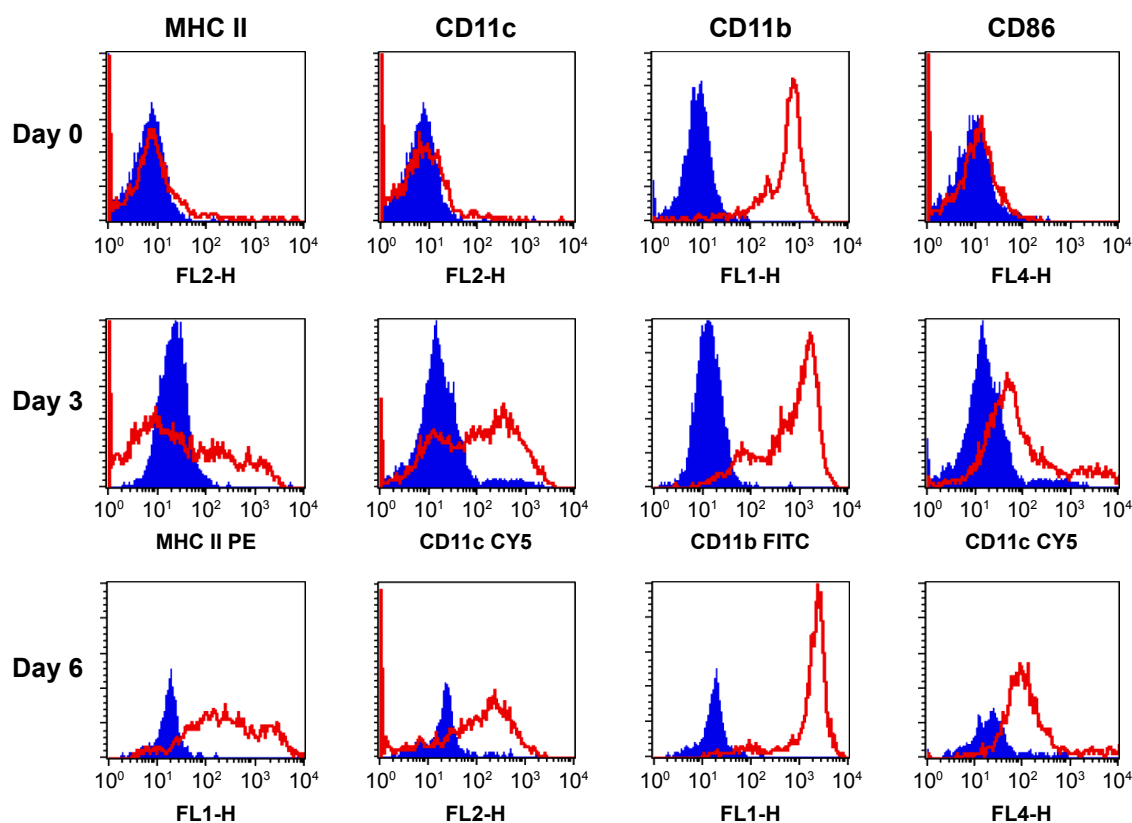 MHC II CD11c CD11b CD86
Day 0
10⁰ 10¹ 10² 10³ 10⁴ 10⁰ 10¹ 10² 10³ 10⁴ 10⁰ 10¹ 10² 10³ 10⁴ 10⁰ 10¹ 10² 10³ 10⁴
FL2-H FL2-H FL1-H FL4-H
Day 3
10⁰ 10¹ 10² 10³ 10⁴ 10⁰ 10¹ 10² 10³ 10⁴ 10⁰ 10¹ 10² 10³ 10⁴ 10⁰ 10¹ 10² 10³ 10⁴
MHC II PE CD11c CY5 CD11b FITC CD11c CY5
Day 6
10⁰ 10¹ 10² 10³ 10⁴ 10⁰ 10¹ 10² 10³ 10⁴ 10⁰ 10¹ 10² 10³ 10⁴ 10⁰ 10¹ 10² 10³ 10⁴
FL1-H FL2-H FL1-H FL4-H